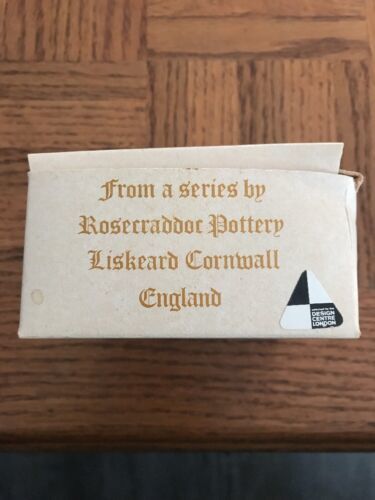 From a series by
Rosecraddoc Pottery
Liskeard Cornwall
England
DESIGN
CENTRE
LONDON